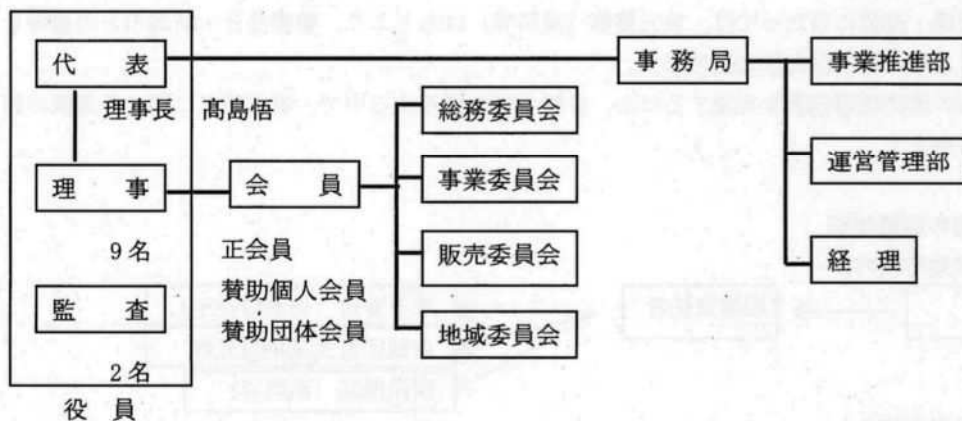 代表
事務局
事業推進部
理事長 髙島悟
総務委員会
運営管理部
理事
会員
事業委員会
9名
正会員
販売委員会
経理
賛助個人会員
監査
賛助団体会員
地域委員会
2名
役員